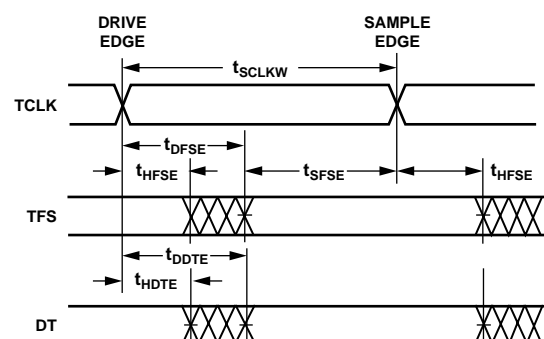 DRIVE
EDGE
SAMPLE
EDGE
tSCLKW
TCLK
tDFSE
tHFSE
tSFSE
tHFSE
TFS
tDDTE
tHDTE
DT